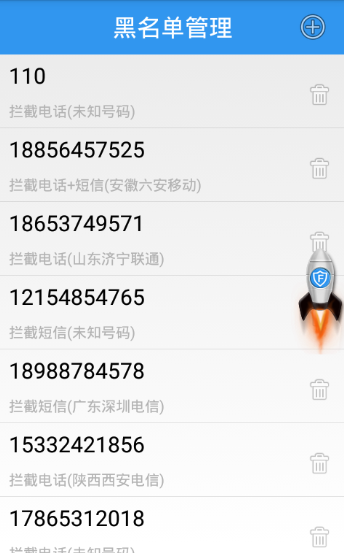 黑名单管理
110
拦截电话(未知号码)
18856457525
拦截电话+短信(安徽六安移动)
18653749571
拦截电话(山东济宁联通)
12154854765
拦截短信(未知号码)
F
18988784578
拦截短信(广东深圳电信)
15332421856
拦截电话(陕西西安电信)
17865312018